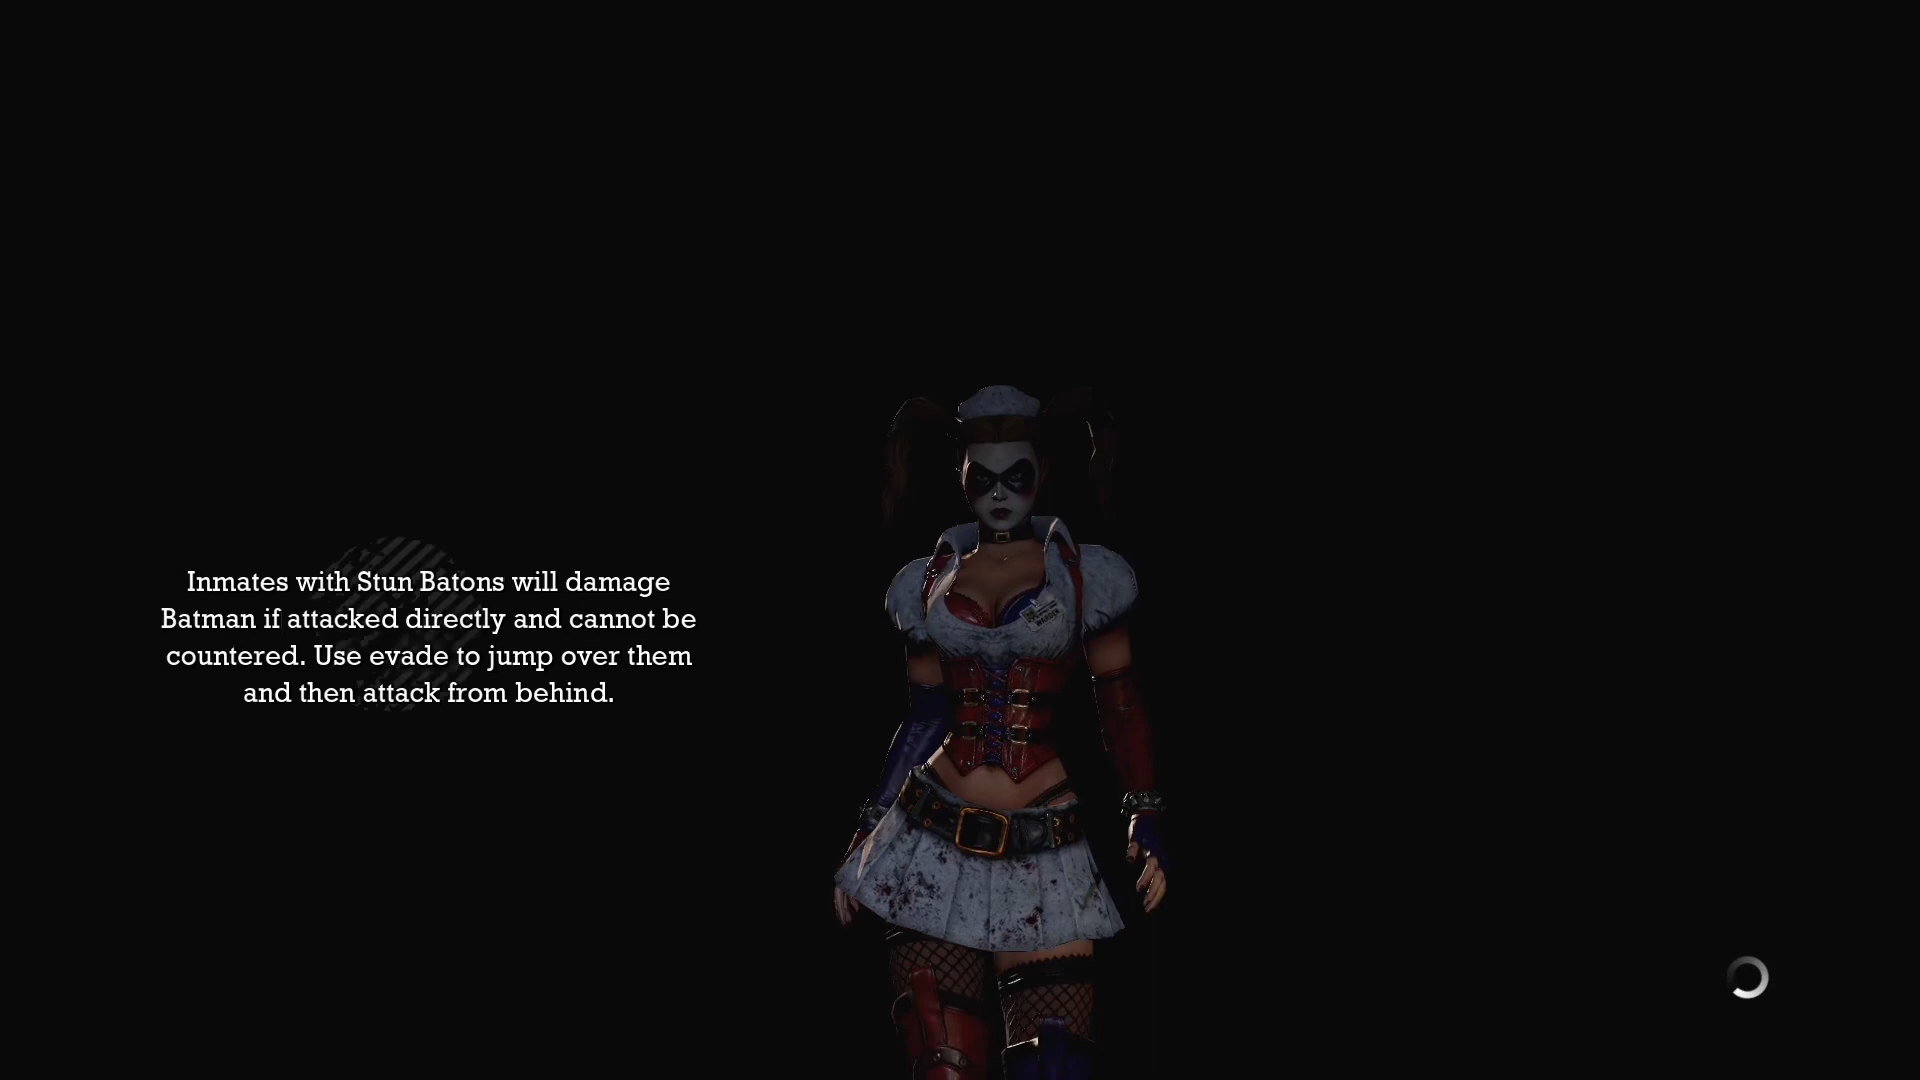 Inmates with Stun Batons will damage
Batman if attacked directly and cannot be
countered. Use evade to jump over them
and then attack from behind.
WARDEN